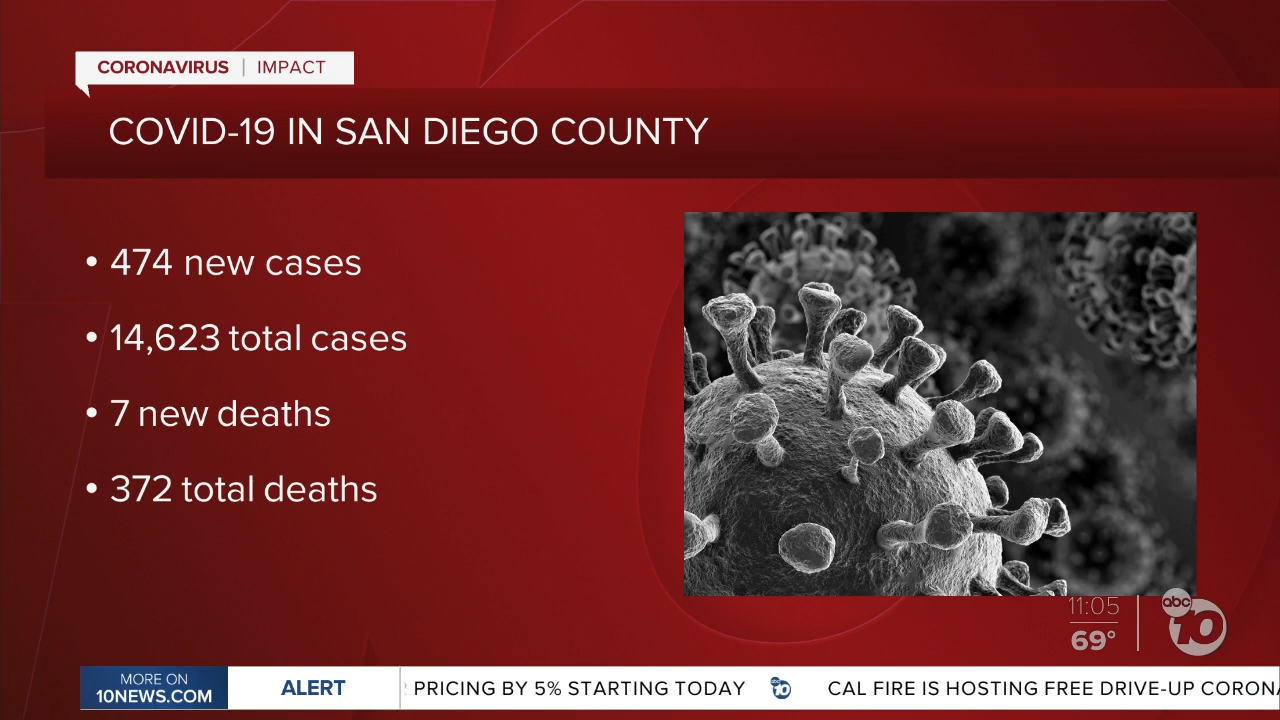 CORONAVIRUS | IMPACT
COVID-19 IN SAN DIEGO COUNTY
• 474 new cases
• 14,623 total cases
• 7 new deaths
• 372 total deaths
11:05
69°
abc 10
MORE ON
10NEWS.COM
ALERT
PRICING BY 5% STARTING TODAY
abc 10
CAL FIRE IS HOSTING FREE DRIVE-UP